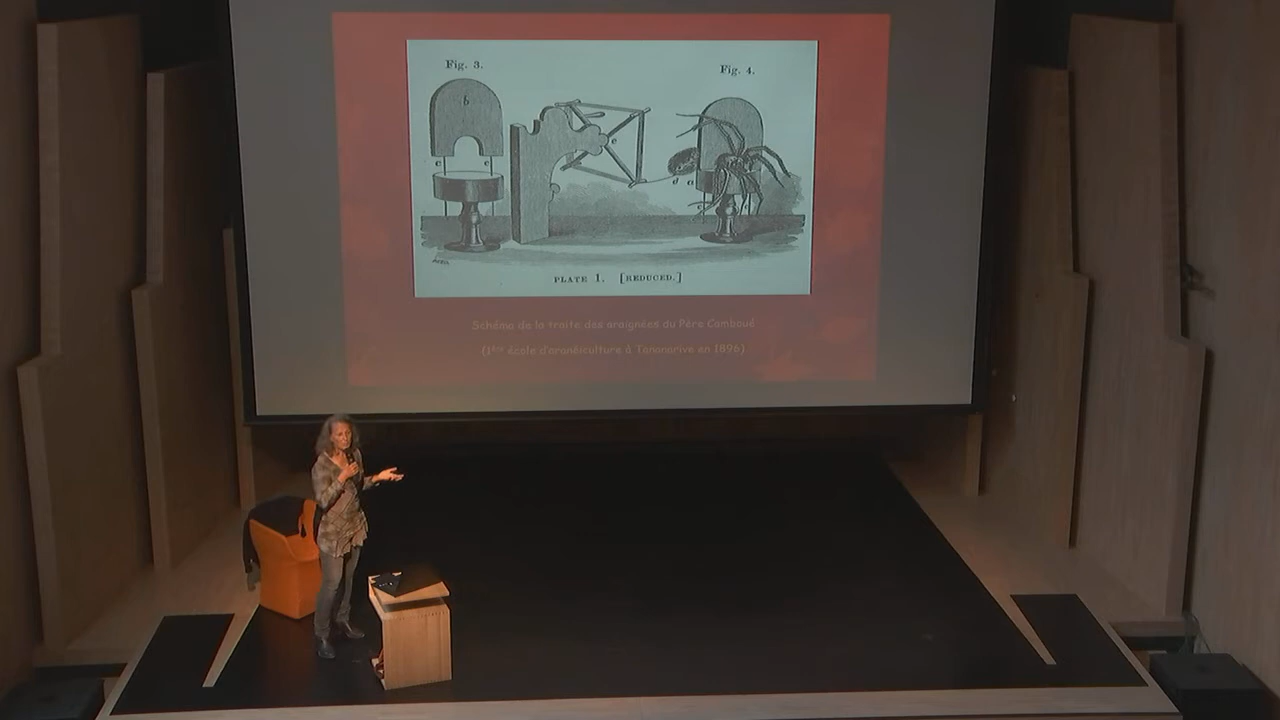 Fig. 3.
Fig. 4.
b
PLATE 1. [REDUCED.]
Schéma de la traite des araignées du Père Camboué
(1ère école d'aranéiculture à Tananarive en 1896)